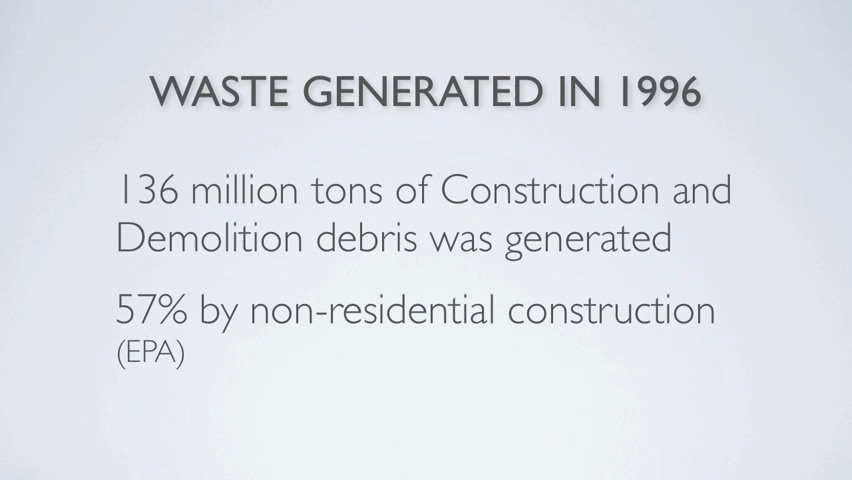 WASTE GENERATED IN 1996
136 million tons of Construction and
Demolition debris was generated
57% by non-residential construction
(EPA)